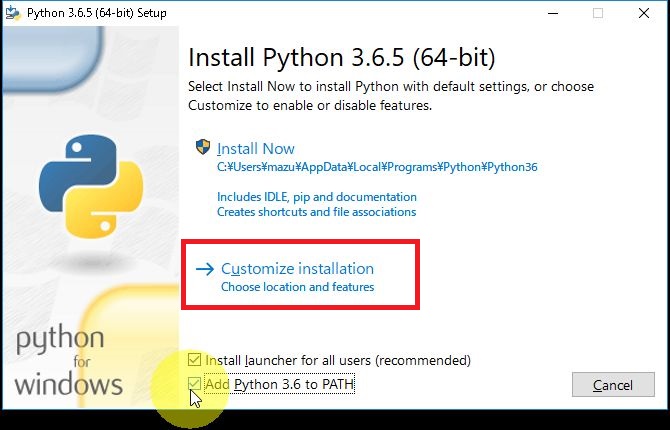 Python 3.6.5 (64-bit) Setup
Install Python 3.6.5 (64-bit)
Select Install Now to install Python with default settings, or choose
Customize to enable or disable features.
Install Now
C:¥Users¥mazu¥AppData¥Local¥Programs¥Python¥Python36
Includes IDLE, pip and documentation
Creates shortcuts and file associations
Customize installation
Choose location and features
Install launcher for all users (recommended)
Add Python 3.6 to PATH
Cancel
python
for
windows